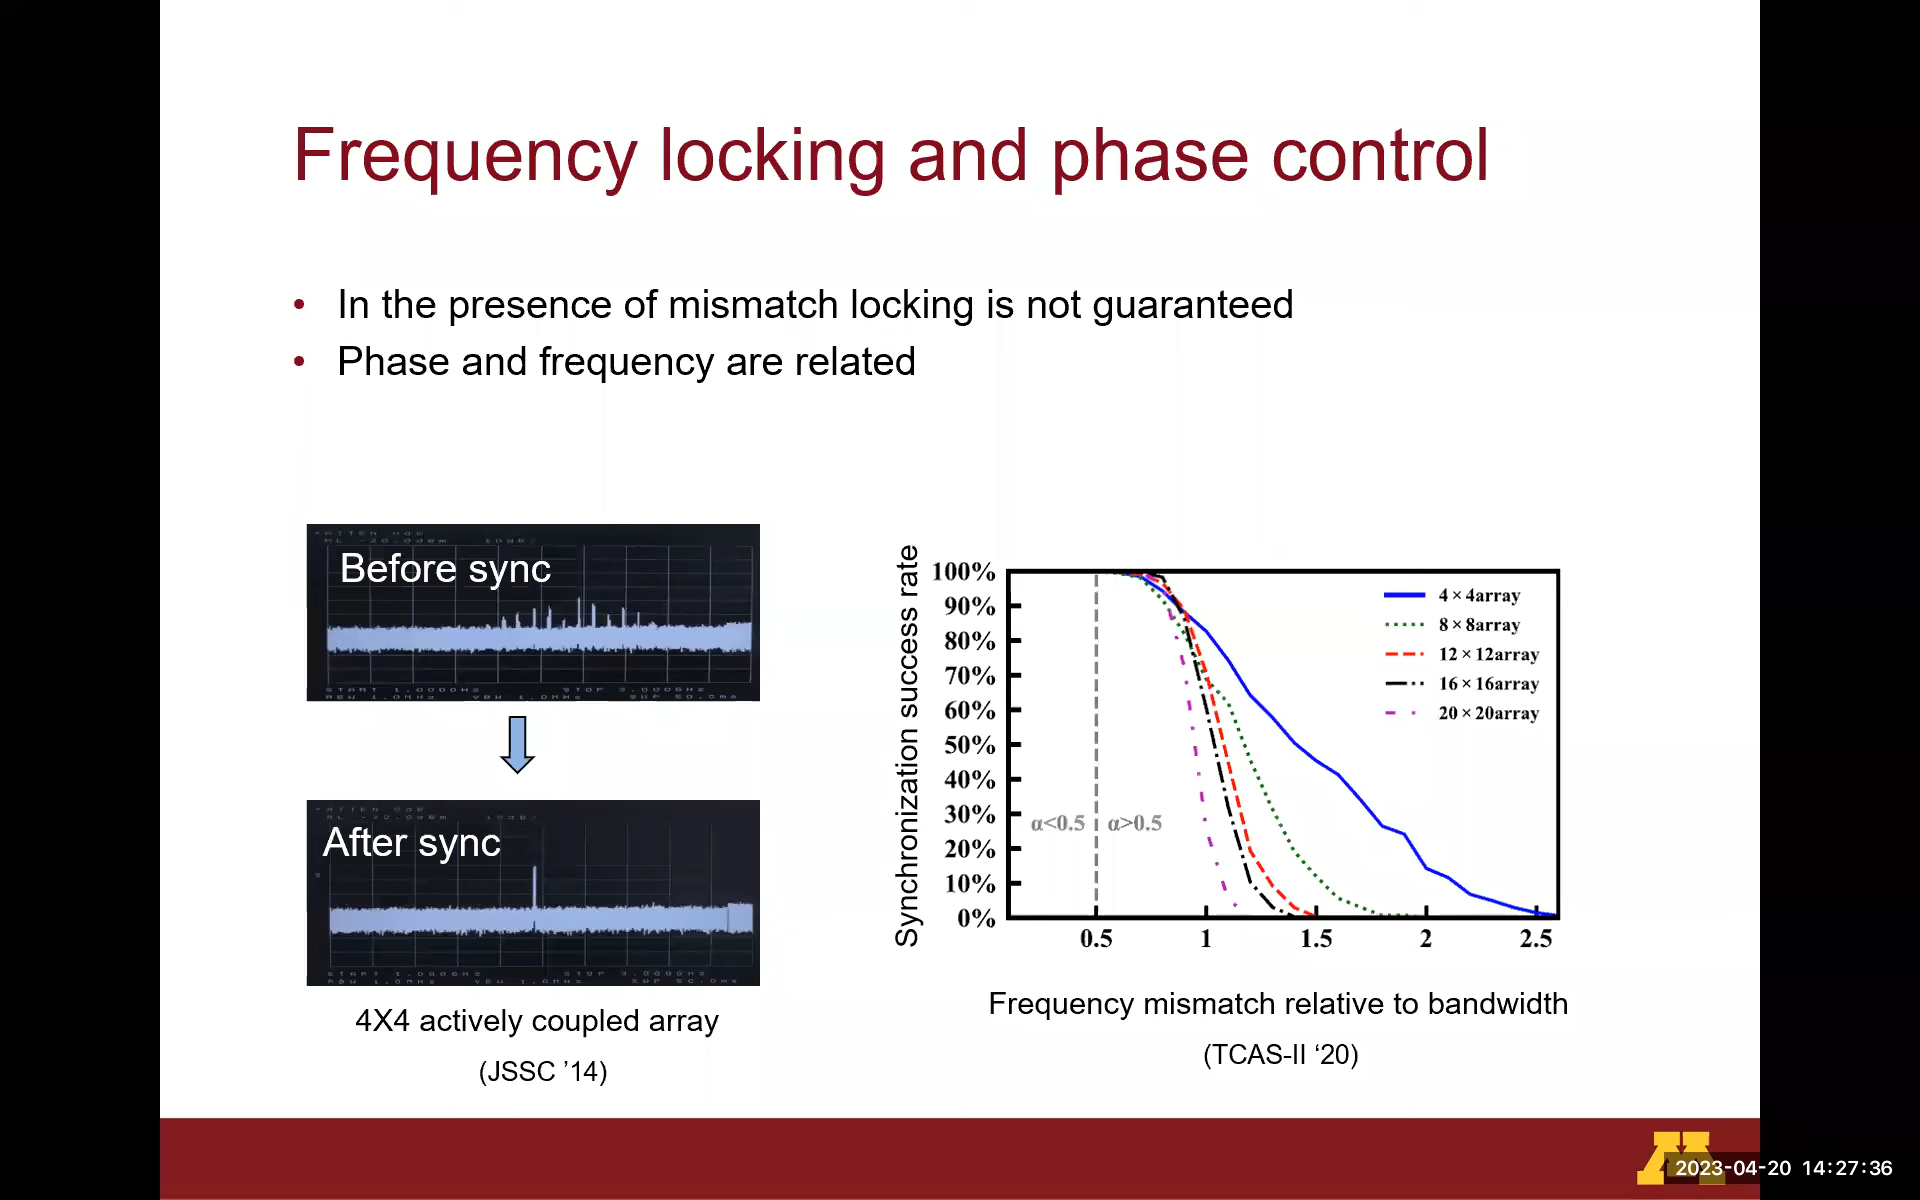 Frequency locking and phase control
• In the presence of mismatch locking is not guaranteed
• Phase and frequency are related
Before sync
After sync
4X4 actively coupled array
(JSSC ’14)
Synchronization success rate
100%
90%
80%
70%
60%
50%
40%
30%
20%
10%
0%
α<0.5
α>0.5
4×4array
8×8array
12×12array
16×16array
20×20array
0.5 1 1.5 2 2.5
Frequency mismatch relative to bandwidth
(TCAS-II ‘20)
2023-04-20 14:27:36